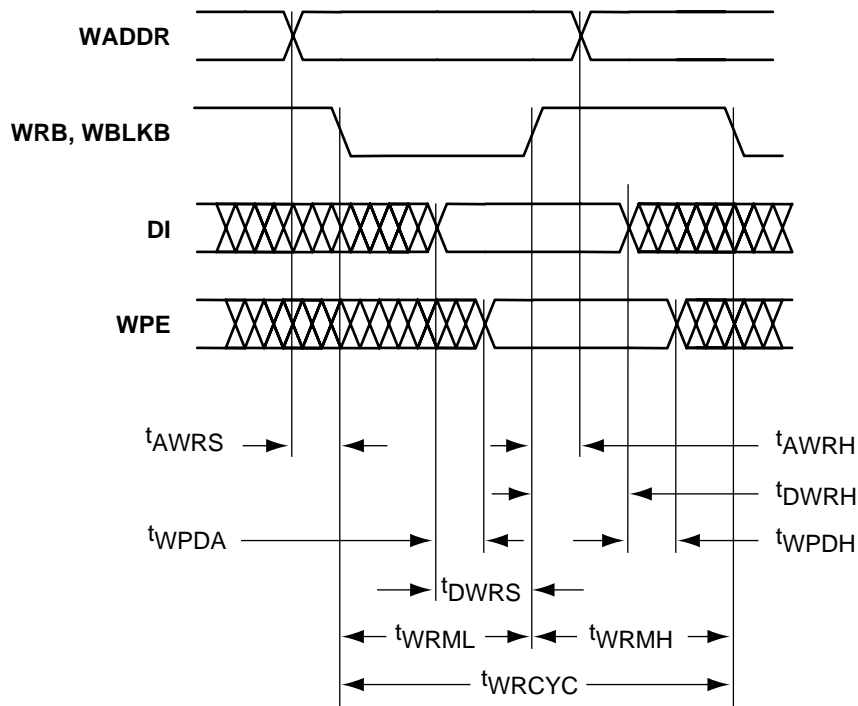 WADDR
WRB, WBLKB
DI
WPE
tAWRS
tAWRH
tDWRH
tWPDA
tWPDH
tDWRS
tWRML
tWRMH
tWRCYC